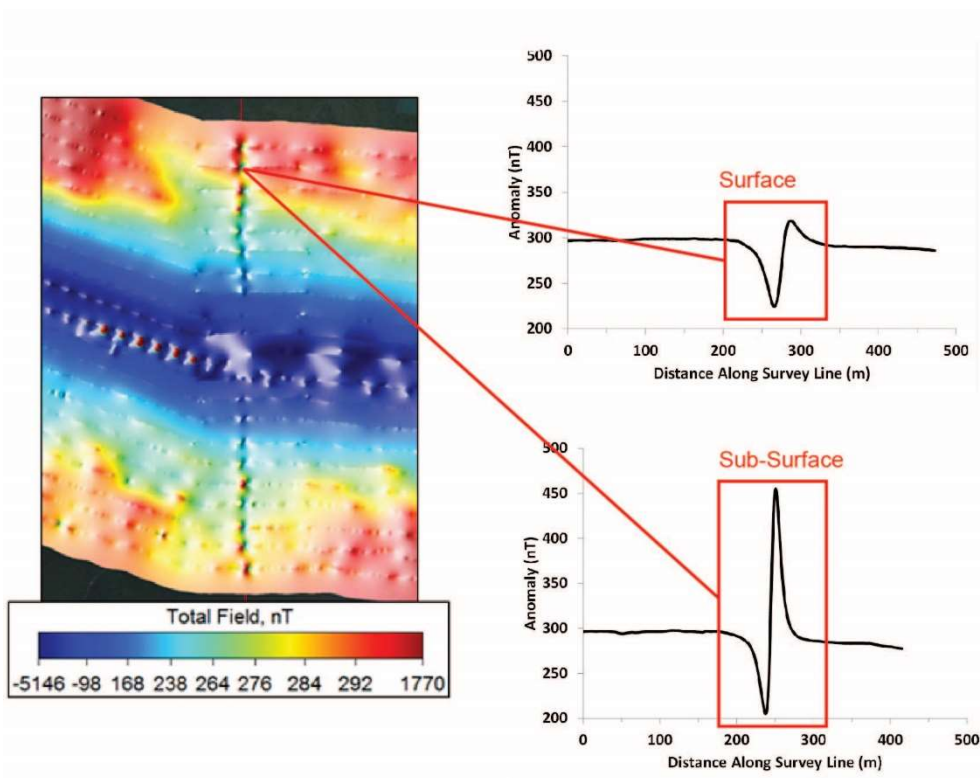 Total Field, nT
-5146 -98 168 238 264 276 284 292 1770
Surface
Anomaly (nT)
500
450
400
350
300
250
200
0 100 200 300 400 500
Distance Along Survey Line (m)
Sub-Surface
Anomaly (nT)
500
450
400
350
300
250
200
0 100 200 300 400 500
Distance Along Survey Line (m)